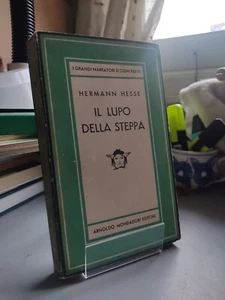 I GRANDI NARRATORI D'OGNI PAESE
HERMANN HESSE
IL LUPO
DELLA STEPPA
ARNOLDO MONDADORI EDITORE